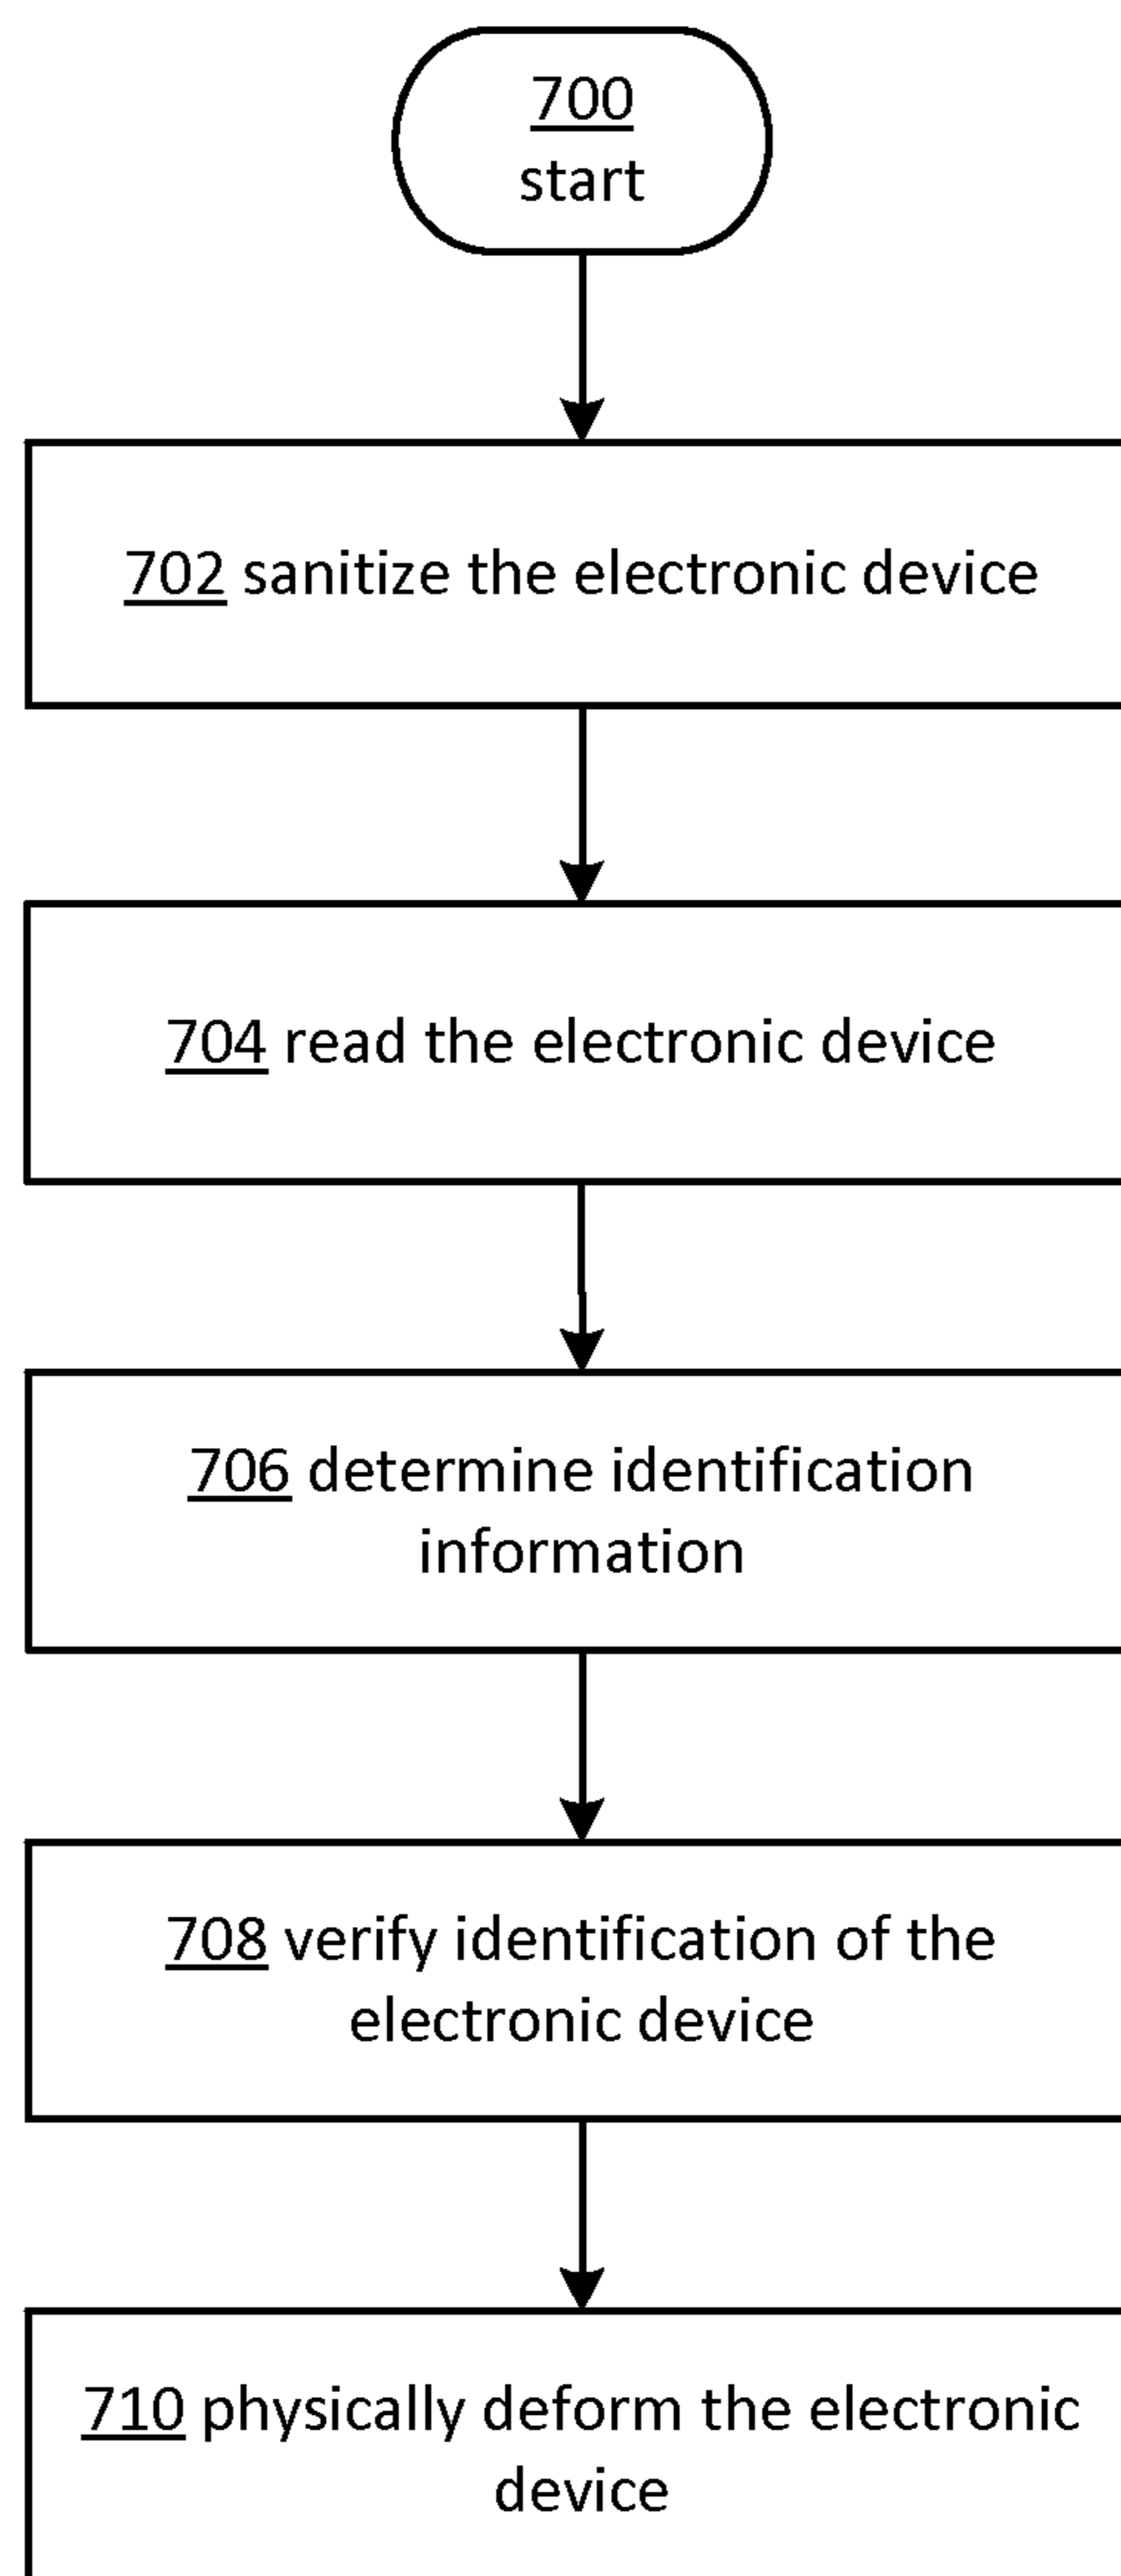 700
start
702 sanitize the electronic device
704 read the electronic device
706 determine identification
information
708 verify identification of the
electronic device
710 physically deform the electronic
device